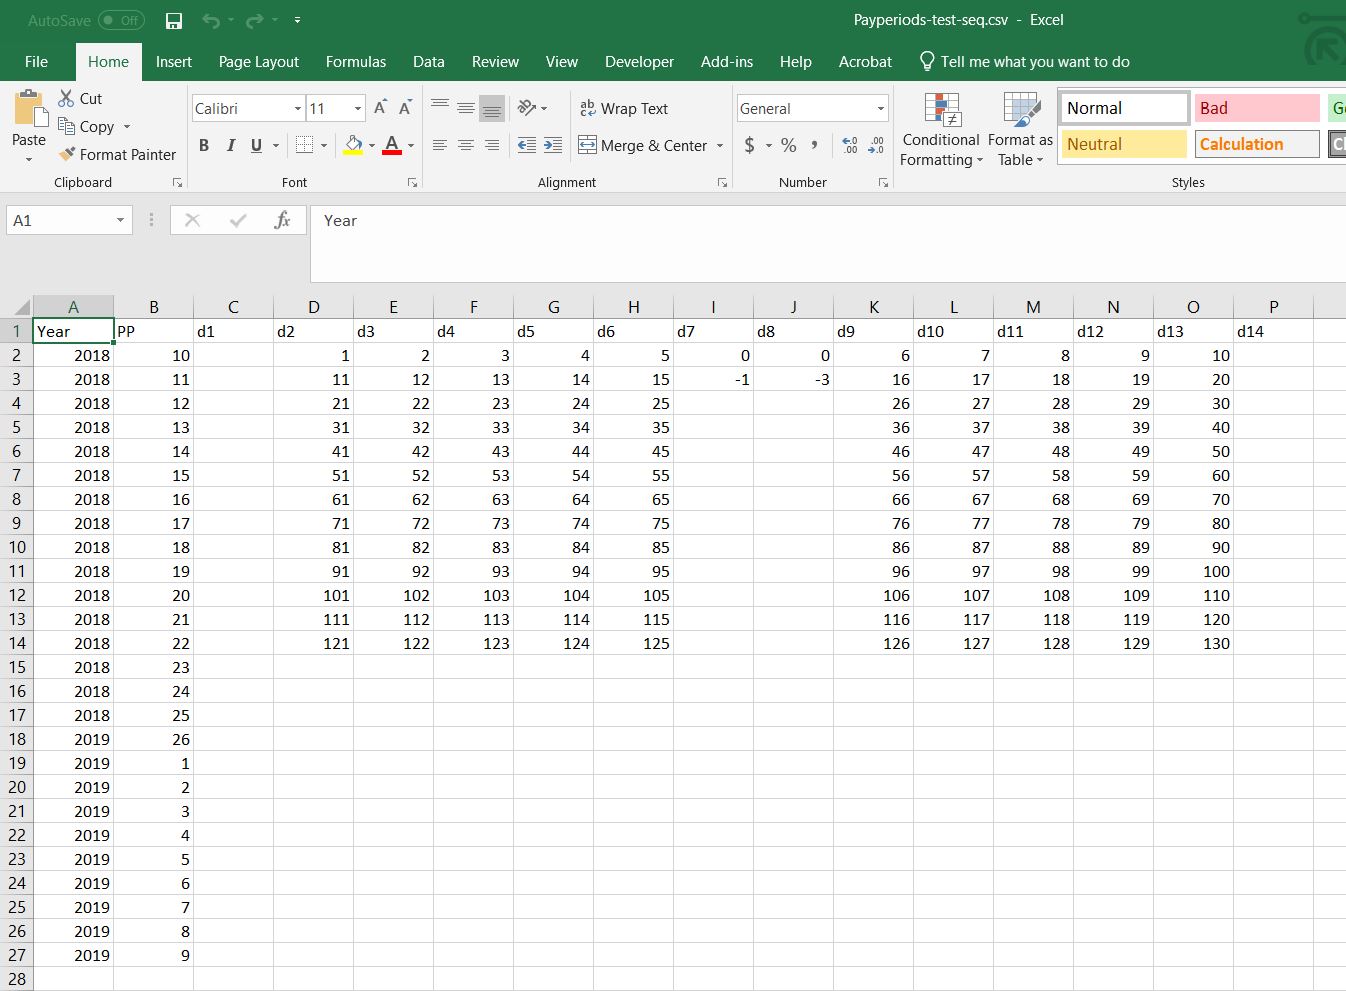 AutoSave Off Payperiods-test-seq.csv - Excel
File Home Insert Page Layout Formulas Data Review View Developer Add-ins Help Acrobat Tell me what you want to do
Paste
Cut
Copy
Format Painter
Clipboard
Calibri 11
B I U
Font
Wrap Text
Merge & Center
Alignment
General
$ % ,
Number
Conditional Formatting
Format as Table
Normal Bad
Neutral Calculation
Styles
A1 fx Year
A B C D E F G H I J K L M N O P
1 Year PP d1 d2 d3 d4 d5 d6 d7 d8 d9 d10 d11 d12 d13 d14
2 2018 10 1 2 3 4 5 0 0 6 7 8 9 10
3 2018 11 11 12 13 14 15 -1 -3 16 17 18 19 20
4 2018 12 21 22 23 24 25 26 27 28 29 30
5 2018 13 31 32 33 34 35 36 37 38 39 40
6 2018 14 41 42 43 44 45 46 47 48 49 50
7 2018 15 51 52 53 54 55 56 57 58 59 60
8 2018 16 61 62 63 64 65 66 67 68 69 70
9 2018 17 71 72 73 74 75 76 77 78 79 80
10 2018 18 81 82 83 84 85 86 87 88 89 90
11 2018 19 91 92 93 94 95 96 97 98 99 100
12 2018 20 101 102 103 104 105 106 107 108 109 110
13 2018 21 111 112 113 114 115 116 117 118 119 120
14 2018 22 121 122 123 124 125 126 127 128 129 130
15 2018 23
16 2018 24
17 2018 25
18 2019 26
19 2019 1
20 2019 2
21 2019 3
22 2019 4
23 2019 5
24 2019 6
25 2019 7
26 2019 8
27 2019 9
28